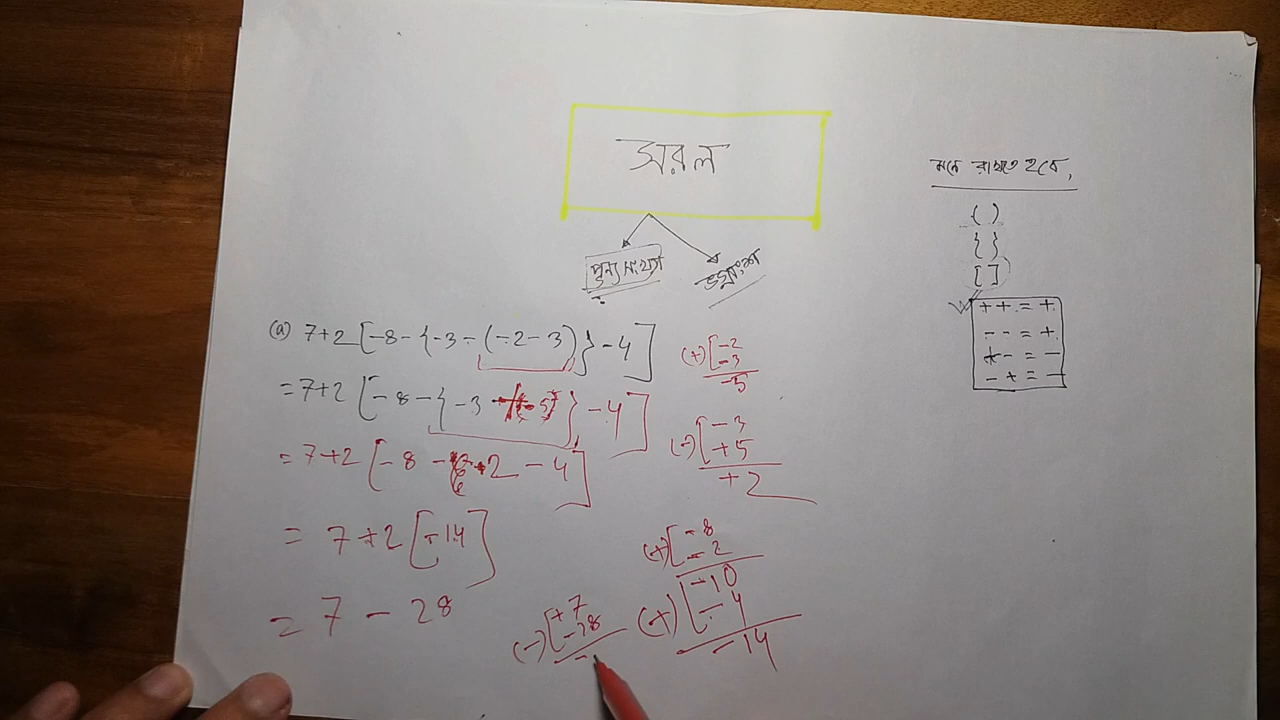 সরল
পূন্য সংখ্যা
ভগ্নাংশ
মনে রাখতে হবে,
( )
{ }
[ ]
+ + = +
- - = +
+ - = -
- + = -
(a) 7+2[-8-{-3-(-2-3)}-4]
=7+2[-8-{-3 }-4]
=7+2[-8- 2-4]
= 7+2[-14]
= 7 - 28
(+)[-2
-3
-5
(-)[-3
+5
+2
(+)[-8
-2
(+)[-10
-4
-14
(-)[+7
-28
-